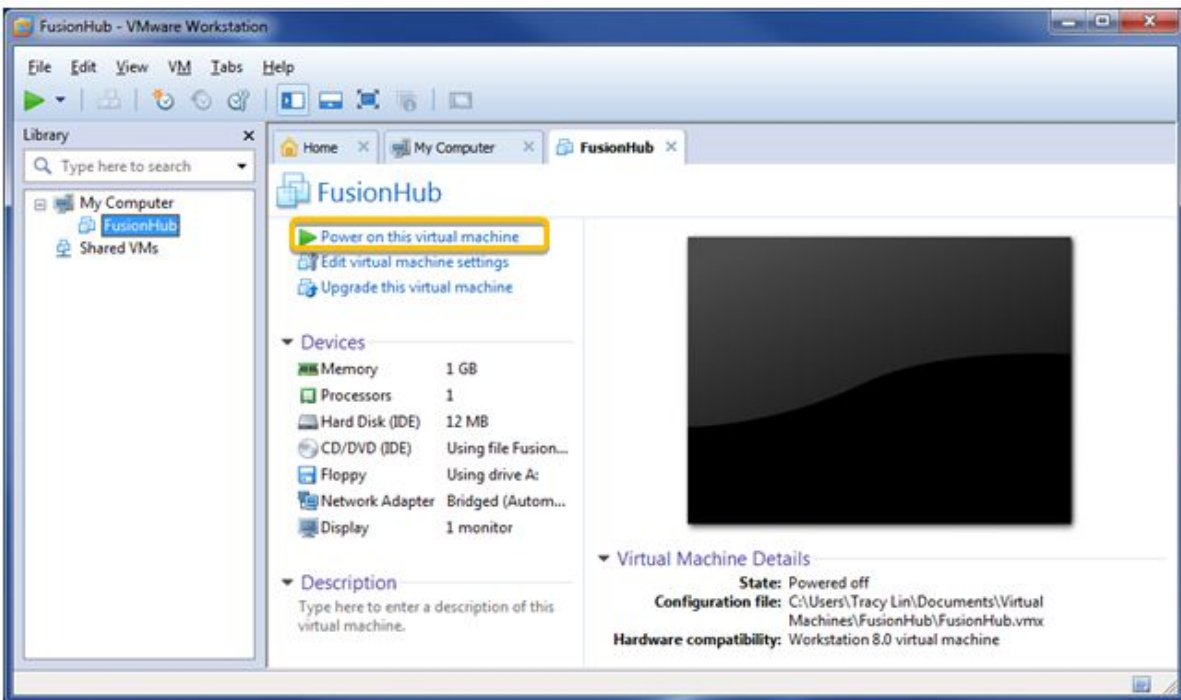 FusionHub - VMware Workstation
File Edit View VM Tabs Help
Library
Type here to search
My Computer
FusionHub
Shared VMs
Home My Computer FusionHub
FusionHub
Power on this virtual machine
Edit virtual machine settings
Upgrade this virtual machine
Devices
Memory 1 GB
Processors 1
Hard Disk (IDE) 12 MB
CD/DVD (IDE) Using file Fusion...
Floppy Using drive A:
Network Adapter Bridged (Autom...
Display 1 monitor
Description
Type here to enter a description of this
virtual machine.
Virtual Machine Details
State: Powered off
Configuration file: C:\Users\Tracy Lin\Documents\Virtual
Machines\FusionHub\FusionHub.vmx
Hardware compatibility: Workstation 8.0 virtual machine